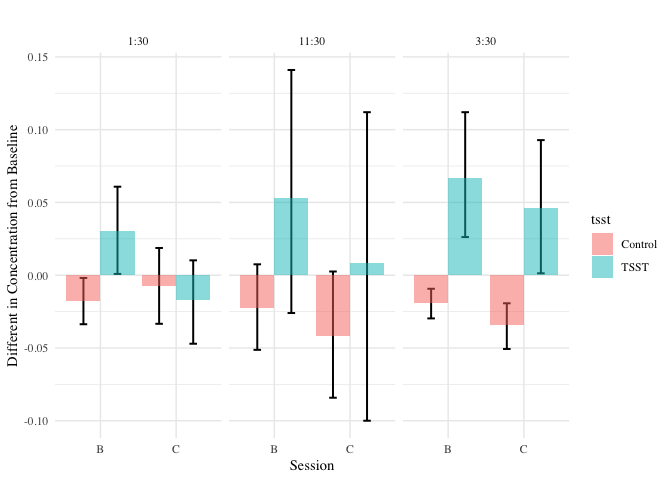 1:30 11:30 3:30
0.15
0.10
0.05
0.00
-0.05
-0.10
Different in Concentration from Baseline
B C B C B C
Session
tsst
Control
TSST